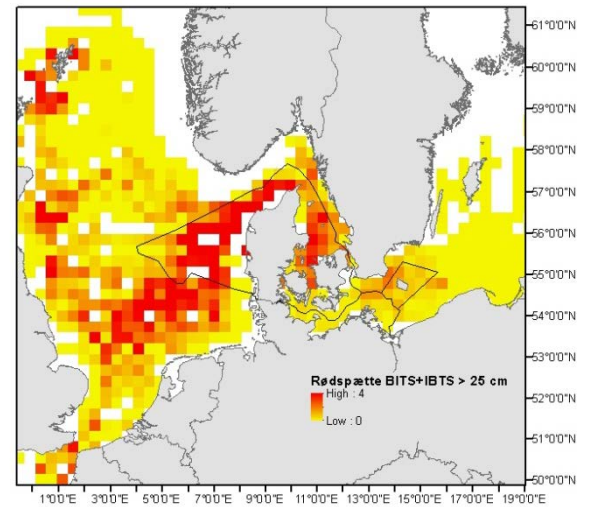 61°0'0"N
60°0'0"N
59°0'0"N
58°0'0"N
57°0'0"N
56°0'0"N
55°0'0"N
54°0'0"N
53°0'0"N
Rødspætte BITS+IBTS > 25 cm
High : 4
Low : 0
52°0'0"N
51°0'0"N
50°0'0"N
1°0'0"E 3°0'0"E 5°0'0"E 7°0'0"E 9°0'0"E 11°0'0"E 13°0'0"E 15°0'0"E 17°0'0"E 19°0'0"E